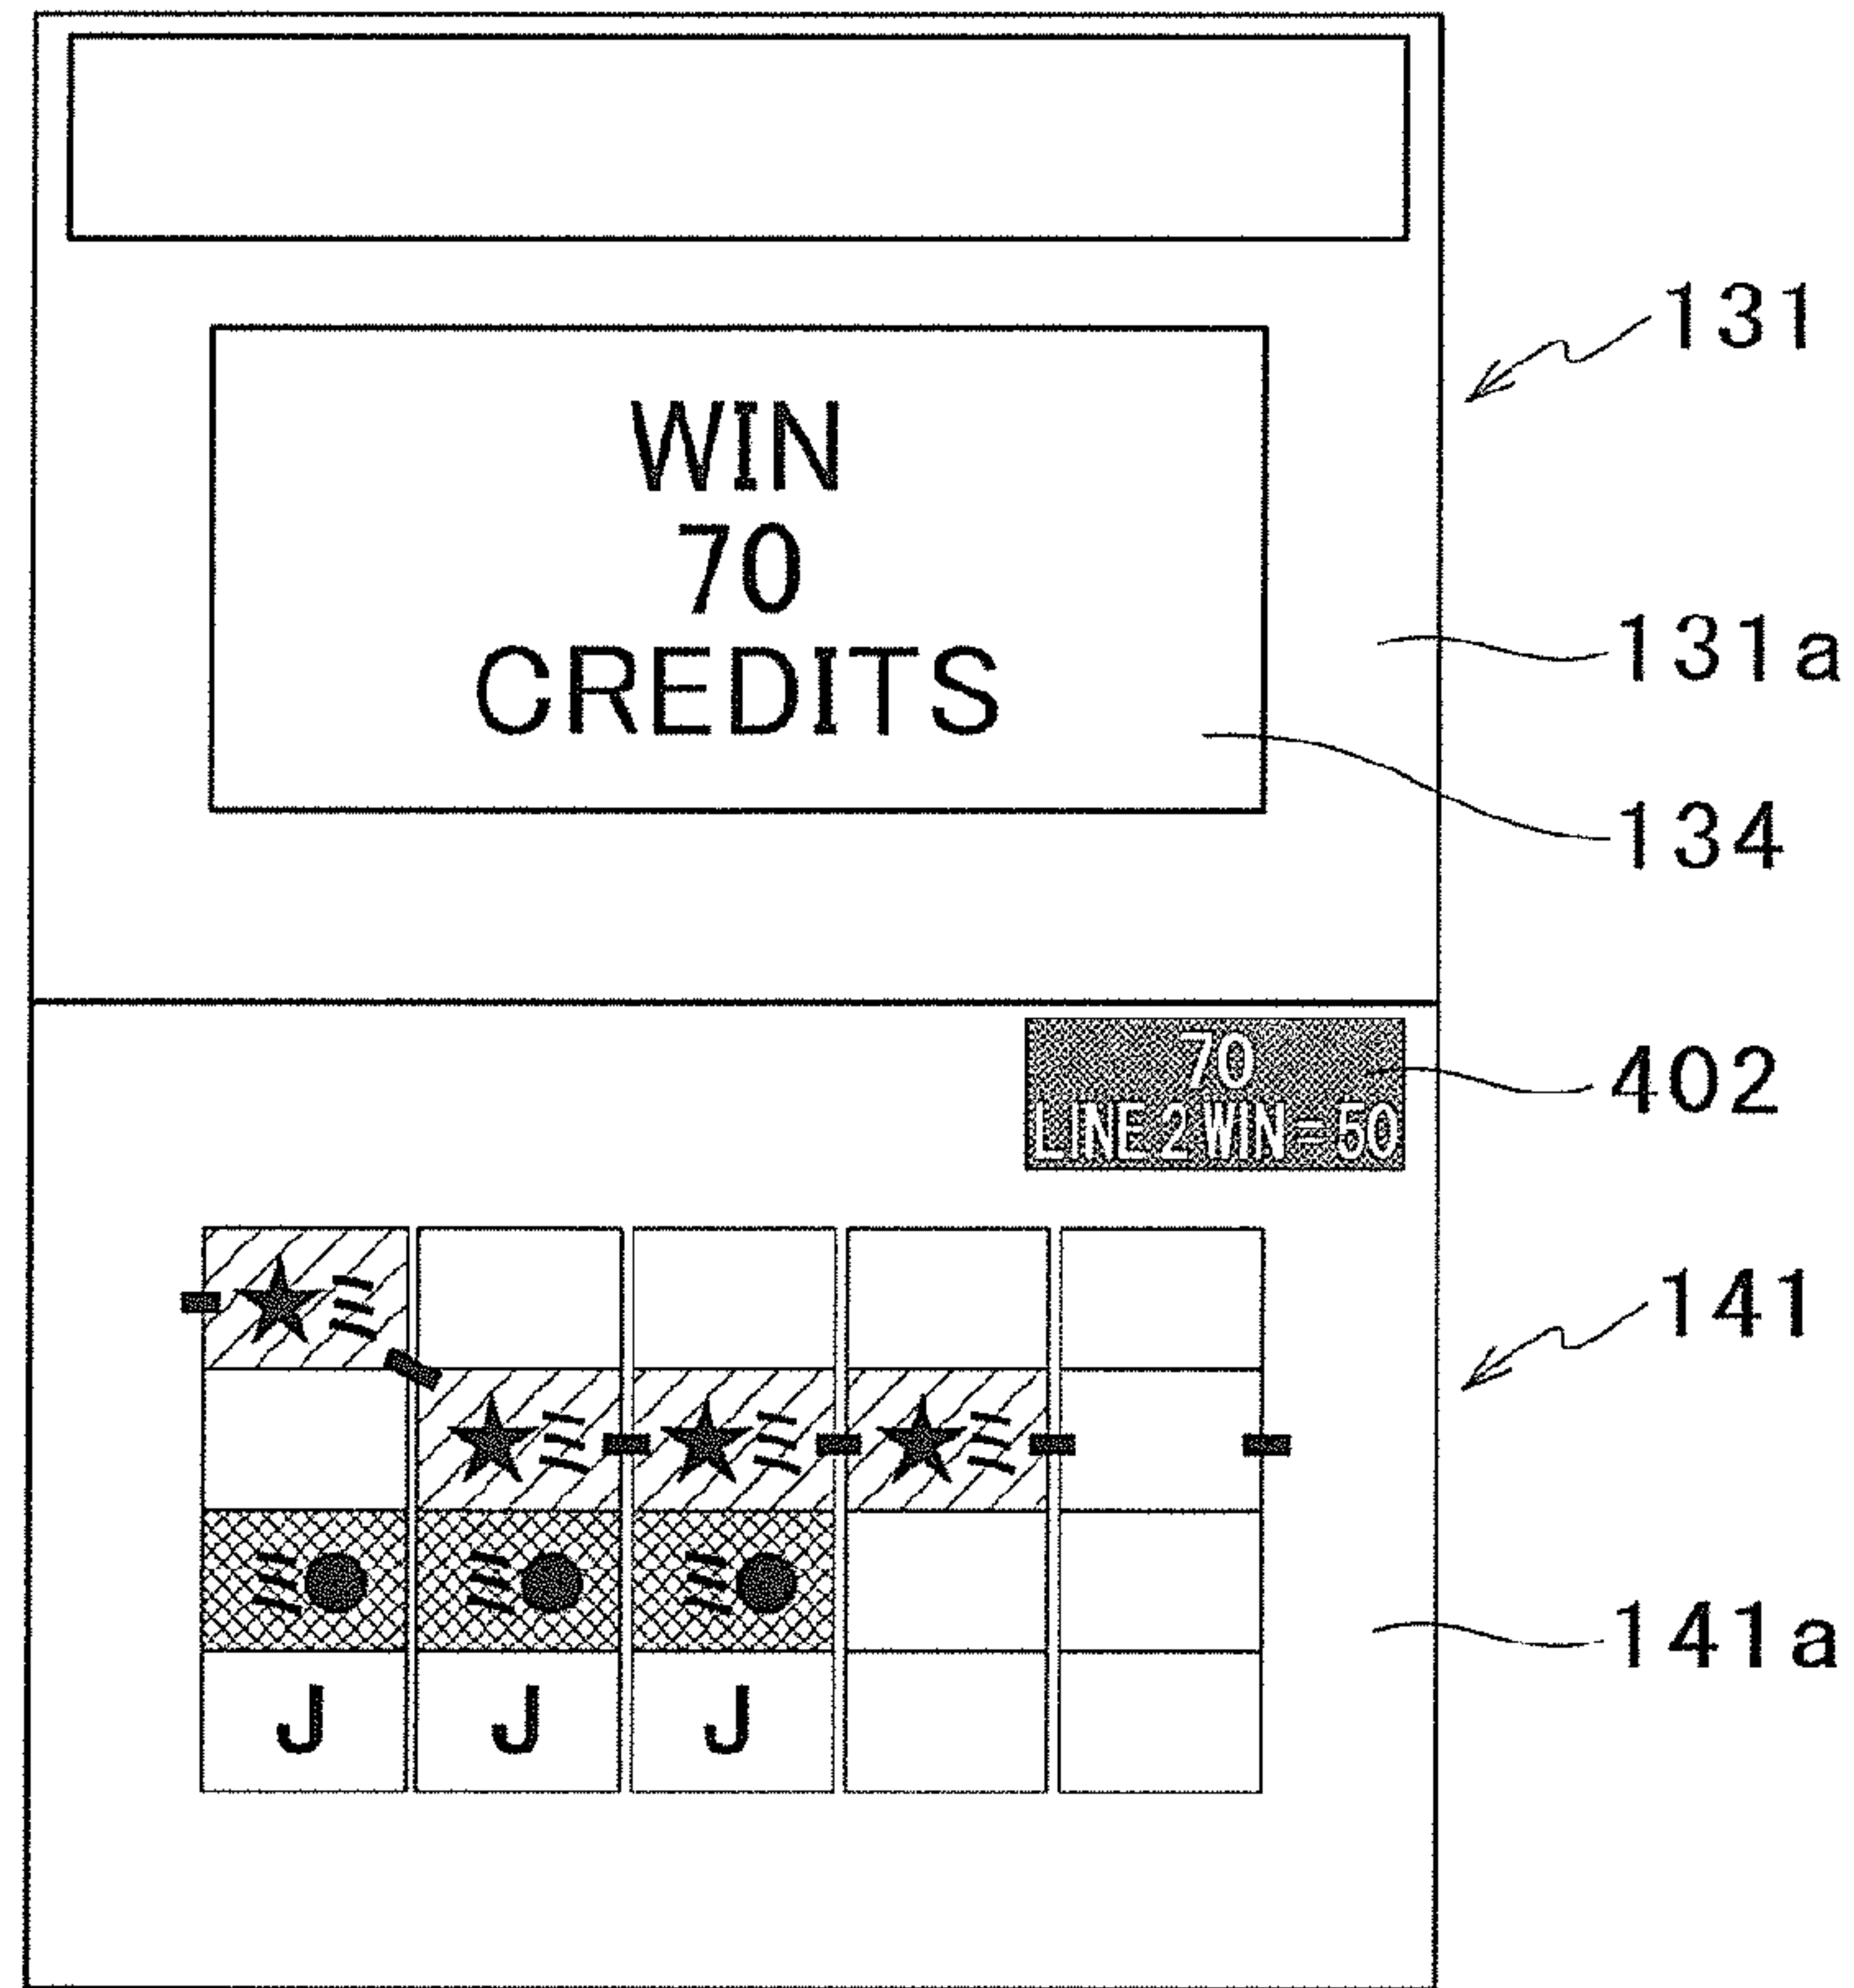 131
WIN
70
CREDITS
131a
134
70
LINE 2 WIN = 50
402
141
141a
J J J